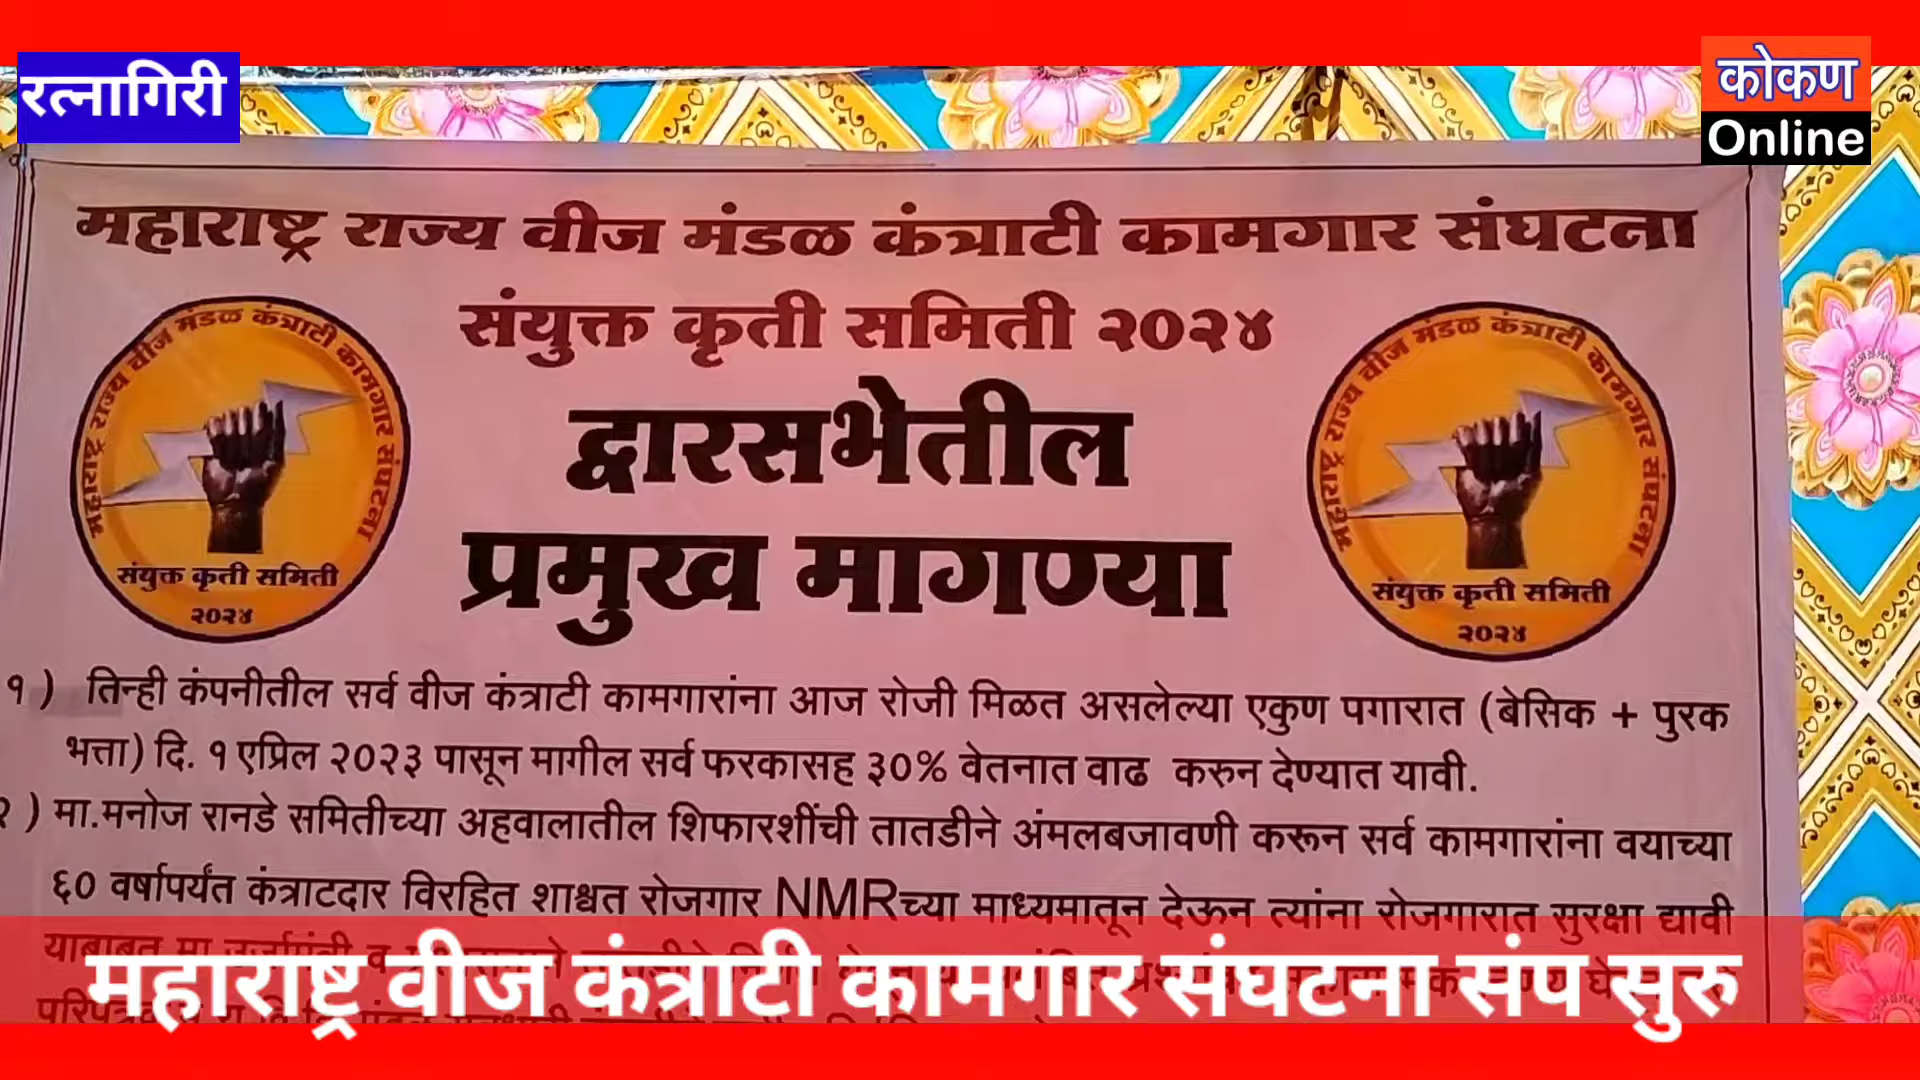 रत्नागिरी
कोकण
Online
महाराष्ट्र राज्य वीज मंडळ कंत्राटी कामगार संघटना
संयुक्त कृती समिती २०२४
द्वारसभेतील
प्रमुख मागण्या
महाराष्ट्र राज्य वीज मंडळ कंत्राटी कामगार संघटना
संयुक्त कृती समिती
२०२४
महाराष्ट्र राज्य वीज मंडळ कंत्राटी कामगार संघटना
संयुक्त कृती समिती
२०२४
१ ) तिन्ही कंपनीतील सर्व वीज कंत्राटी कामगारांना आज रोजी मिळत असलेल्या एकुण पगारात (बेसिक + पुरक
भत्ता) दि. १ एप्रिल २०२३ पासून मागील सर्व फरकासह ३०% वेतनात वाढ करुन देण्यात यावी.
२ ) मा.मनोज रानडे समितीच्या अहवालातील शिफारशींची तातडीने अंमलबजावणी करून सर्व कामगारांना वयाच्या
६० वर्षापर्यंत कंत्राटदार विरहित शाश्वत रोजगार NMRच्या माध्यमातून देऊन त्यांना रोजगारात सुरक्षा द्यावी
याबाबत मा
महाराष्ट्र वीज कंत्राटी कामगार संघटना संप सुरु